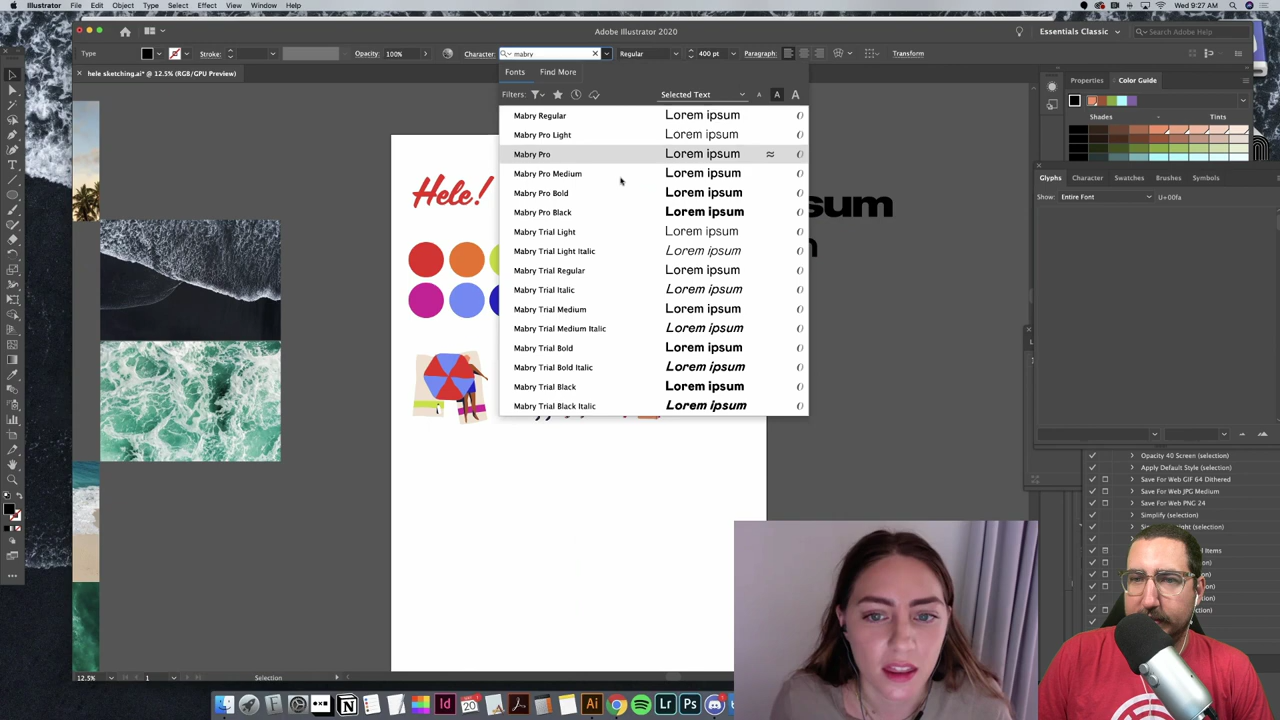 Illustrator File Edit Object Type Select Effect View Window Help Wed 9:27 AM
Adobe Illustrator 2020
Essentials Classic Search Adobe Help
Type Stroke: Opacity: 100% Character: mabry Regular 400 pt Paragraph: Transform
hele sketching.ai* @ 12.5% (RGB/GPU Preview)
Fonts Find More
Filters: Selected Text A A A
Mabry Regular Lorem ipsum
Mabry Pro Light Lorem ipsum
Mabry Pro Lorem ipsum
Mabry Pro Medium Lorem ipsum
Mabry Pro Bold Lorem ipsum
Mabry Pro Black Lorem ipsum
Mabry Trial Light Lorem ipsum
Mabry Trial Light Italic Lorem ipsum
Mabry Trial Regular Lorem ipsum
Mabry Trial Italic Lorem ipsum
Mabry Trial Medium Lorem ipsum
Mabry Trial Medium Italic Lorem ipsum
Mabry Trial Bold Lorem ipsum
Mabry Trial Bold Italic Lorem ipsum
Mabry Trial Black Lorem ipsum
Mabry Trial Black Italic Lorem ipsum
Hele!
sum
Properties Color Guide
Shades - Tints
Glyphs Character Swatches Brushes Symbols
Show: Entire Font U+00fa
Opacity 40 Screen (selection)
Apply Default Style (selection)
Save For Web GIF 64 Dithered
Save For Web JPG Medium
Save For Web PNG 24
Simplify (selection)
(selection)
Items
12.5% 1 Selection